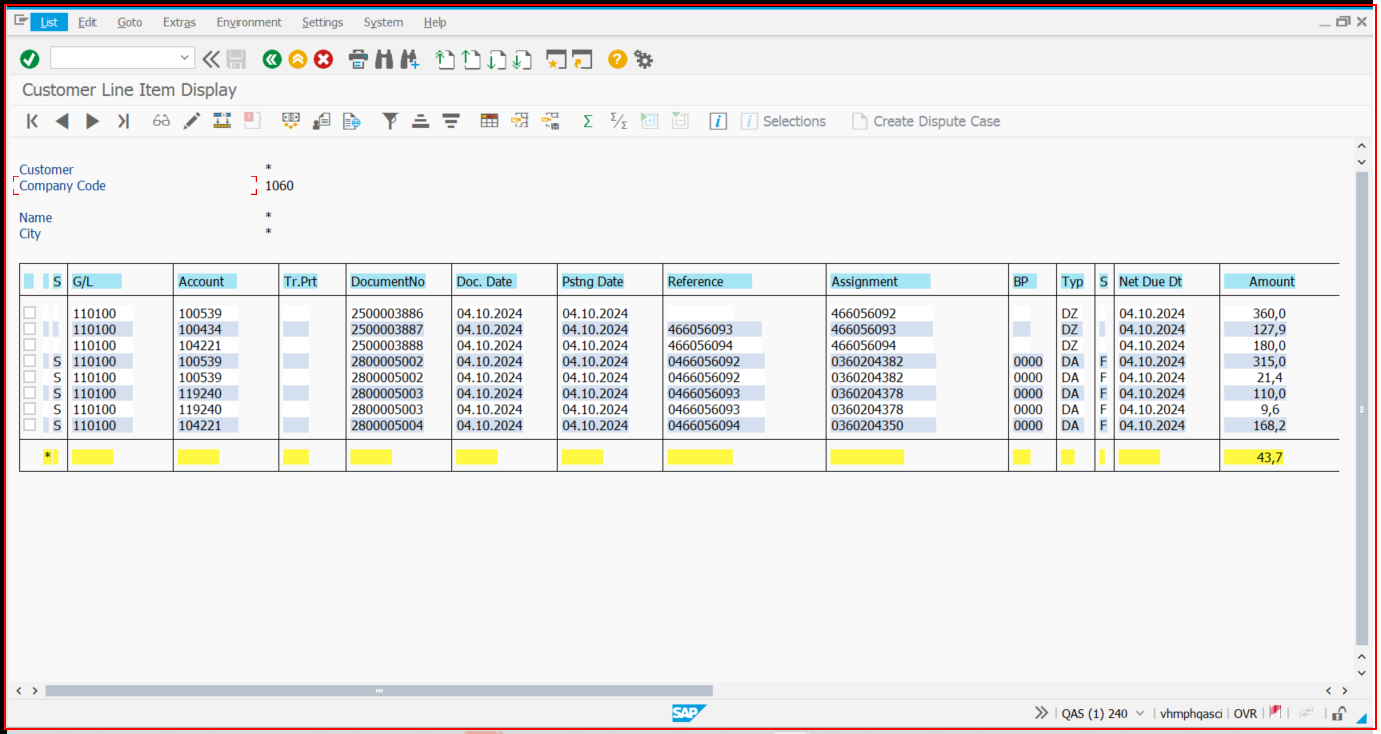 List Edit Goto Extras Environment Settings System Help
Customer Line Item Display
Selections Create Dispute Case
Customer *
Company Code 1060
Name *
City *
S G/L Account Tr.Prt DocumentNo Doc. Date Pstng Date Reference Assignment BP Typ S Net Due Dt Amount
110100 100539 2500003886 04.10.2024 04.10.2024 466056092 DZ 04.10.2024 360,0
110100 100434 2500003887 04.10.2024 04.10.2024 466056093 466056093 DZ 04.10.2024 127,9
110100 104221 2500003888 04.10.2024 04.10.2024 466056094 466056094 DZ 04.10.2024 180,0
S 110100 100539 2800005002 04.10.2024 04.10.2024 0466056092 0360204382 0000 DA F 04.10.2024 315,0
S 110100 100539 2800005002 04.10.2024 04.10.2024 0466056092 0360204382 0000 DA F 04.10.2024 21,4
S 110100 119240 2800005003 04.10.2024 04.10.2024 0466056093 0360204378 0000 DA F 04.10.2024 110,0
S 110100 119240 2800005003 04.10.2024 04.10.2024 0466056093 0360204378 0000 DA F 04.10.2024 9,6
S 110100 104221 2800005004 04.10.2024 04.10.2024 0466056094 0360204350 0000 DA F 04.10.2024 168,2
* 43,7
SAP QAS (1) 240 vhmphqasci OVR